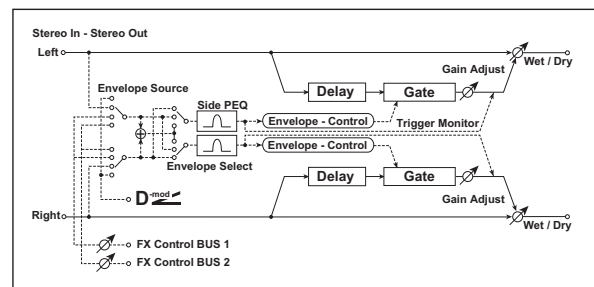 Stereo In - Stereo Out
Left
Wet / Dry
Envelope Source
Gain Adjust
Delay
Gate
Side PEQ
Envelope - Control
Trigger Monitor
Envelope - Control
Envelope Select
D-mod
Delay
Gate
Gain Adjust
Right
Wet / Dry
FX Control BUS 1
FX Control BUS 2